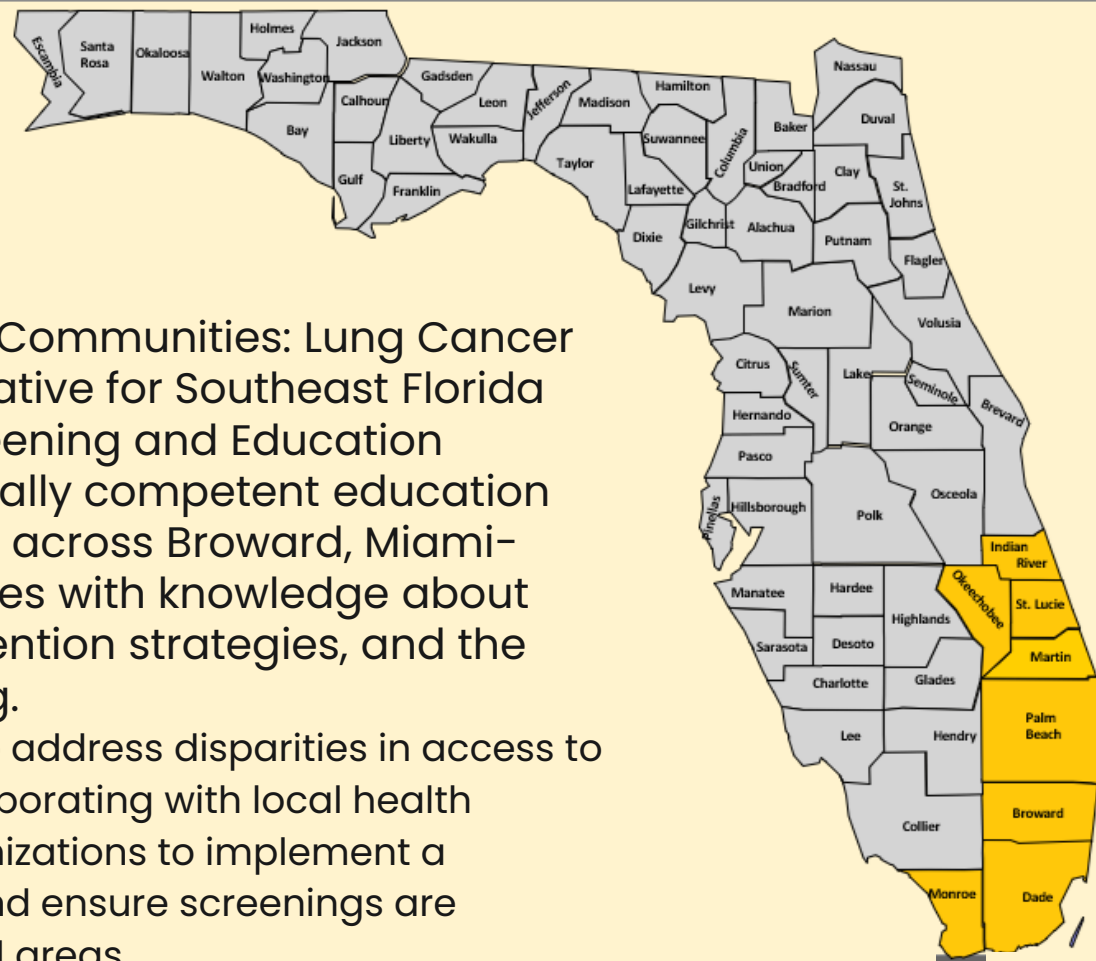 Holmes
Jackson
Escambia
Santa
Rosa
Okaloosa
Walton
Washington
Nassau
Gadsden
Calhoun
Leon
Jefferson
Madison
Hamilton
Bay
Liberty
Wakulla
Suwannee
Columbia
Baker
Duval
Gulf
Franklin
Taylor
Lafayette
Union
Bradford
Clay
St.
Johns
Dixie
Gilchrist
Alachua
Putnam
Flagler
Levy
Marion
Volusia
Communities: Lung Cancer
ative for Southeast Florida
ening and Education
ally competent education
across Broward, Miami-
es with knowledge about
ention strategies, and the
g.
address disparities in access to
borating with local health
nizations to implement a
nd ensure screenings are
areas
Citrus
Sumter
Lake
Seminole
Brevard
Hernando
Orange
Pasco
Pinellas
Hillsborough
Polk
Osceola
Indian
River
Manatee
Hardee
Highlands
Okeechobee
St. Lucie
Sarasota
Desoto
Martin
Charlotte
Glades
Palm
Beach
Lee
Hendry
Collier
Broward
Monroe
Dade